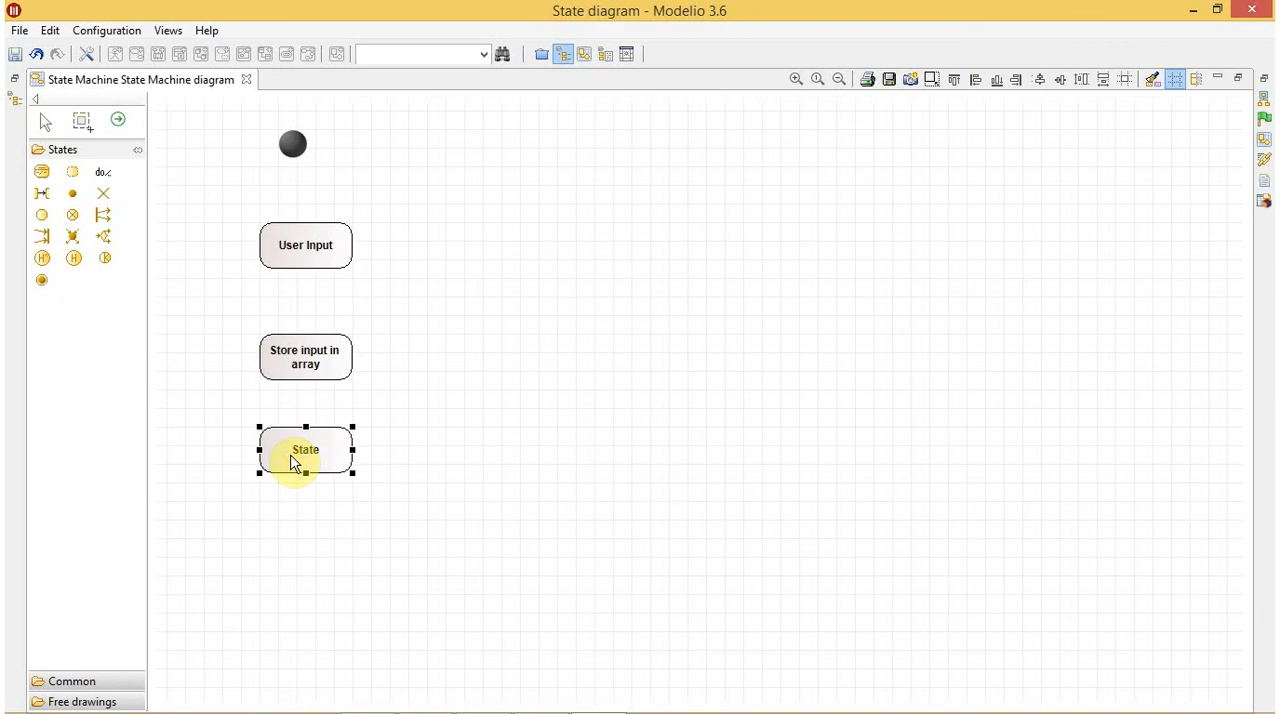 State diagram - Modelio 3.6
File Edit Configuration Views Help
State Machine State Machine diagram
States
do...
User Input
Store input in
array
State
Common
Free drawings